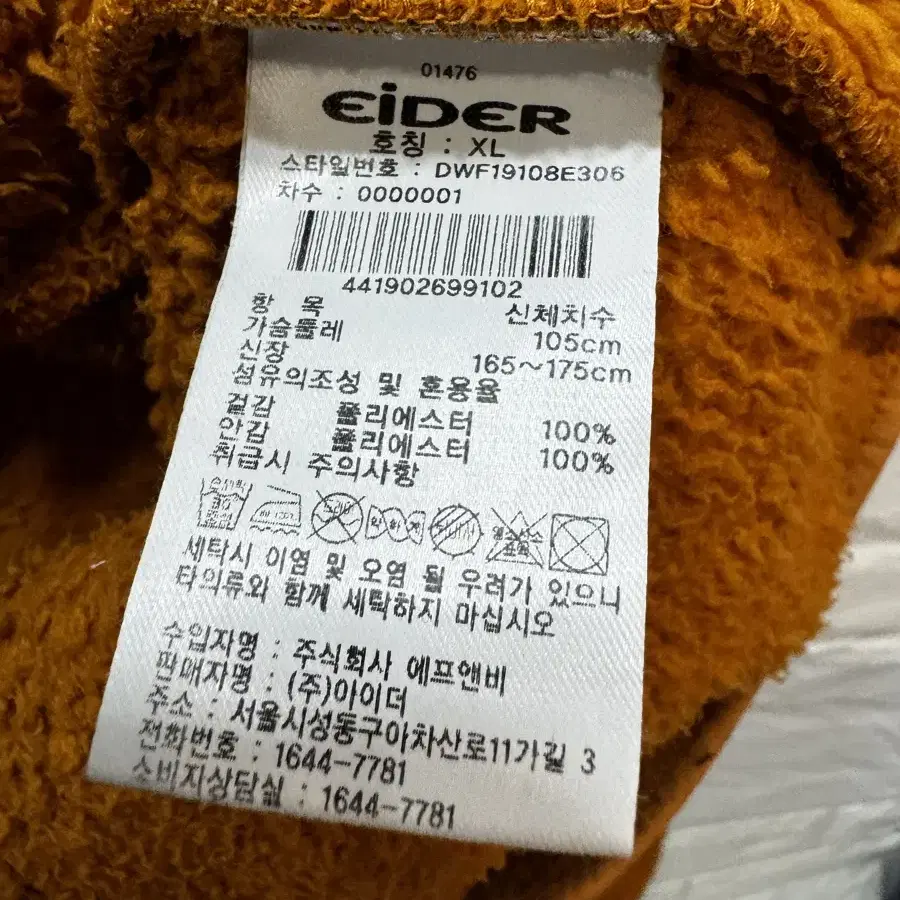 01476
EiDER
호칭 : XL
스타일번호 : DWF19108E306
차수 : 0000001
441902699102
항 목 신체치수
가슴둘레 105cm
신장 165~175cm
섬유의조성 및 혼용율
겉감 폴리에스터 100%
안감 폴리에스터 100%
취급시 주의사항
세탁시 이염 및 오염 될 우려가 있으니
타의류와 함께 세탁하지 마십시오
수입자명 : 주식회사 에프앤비
판매자명 : (주)아이더
주소 : 서울시성동구아차산로11가길 3
전화번호 : 1644-7781
소비자상담실 : 1644-7781